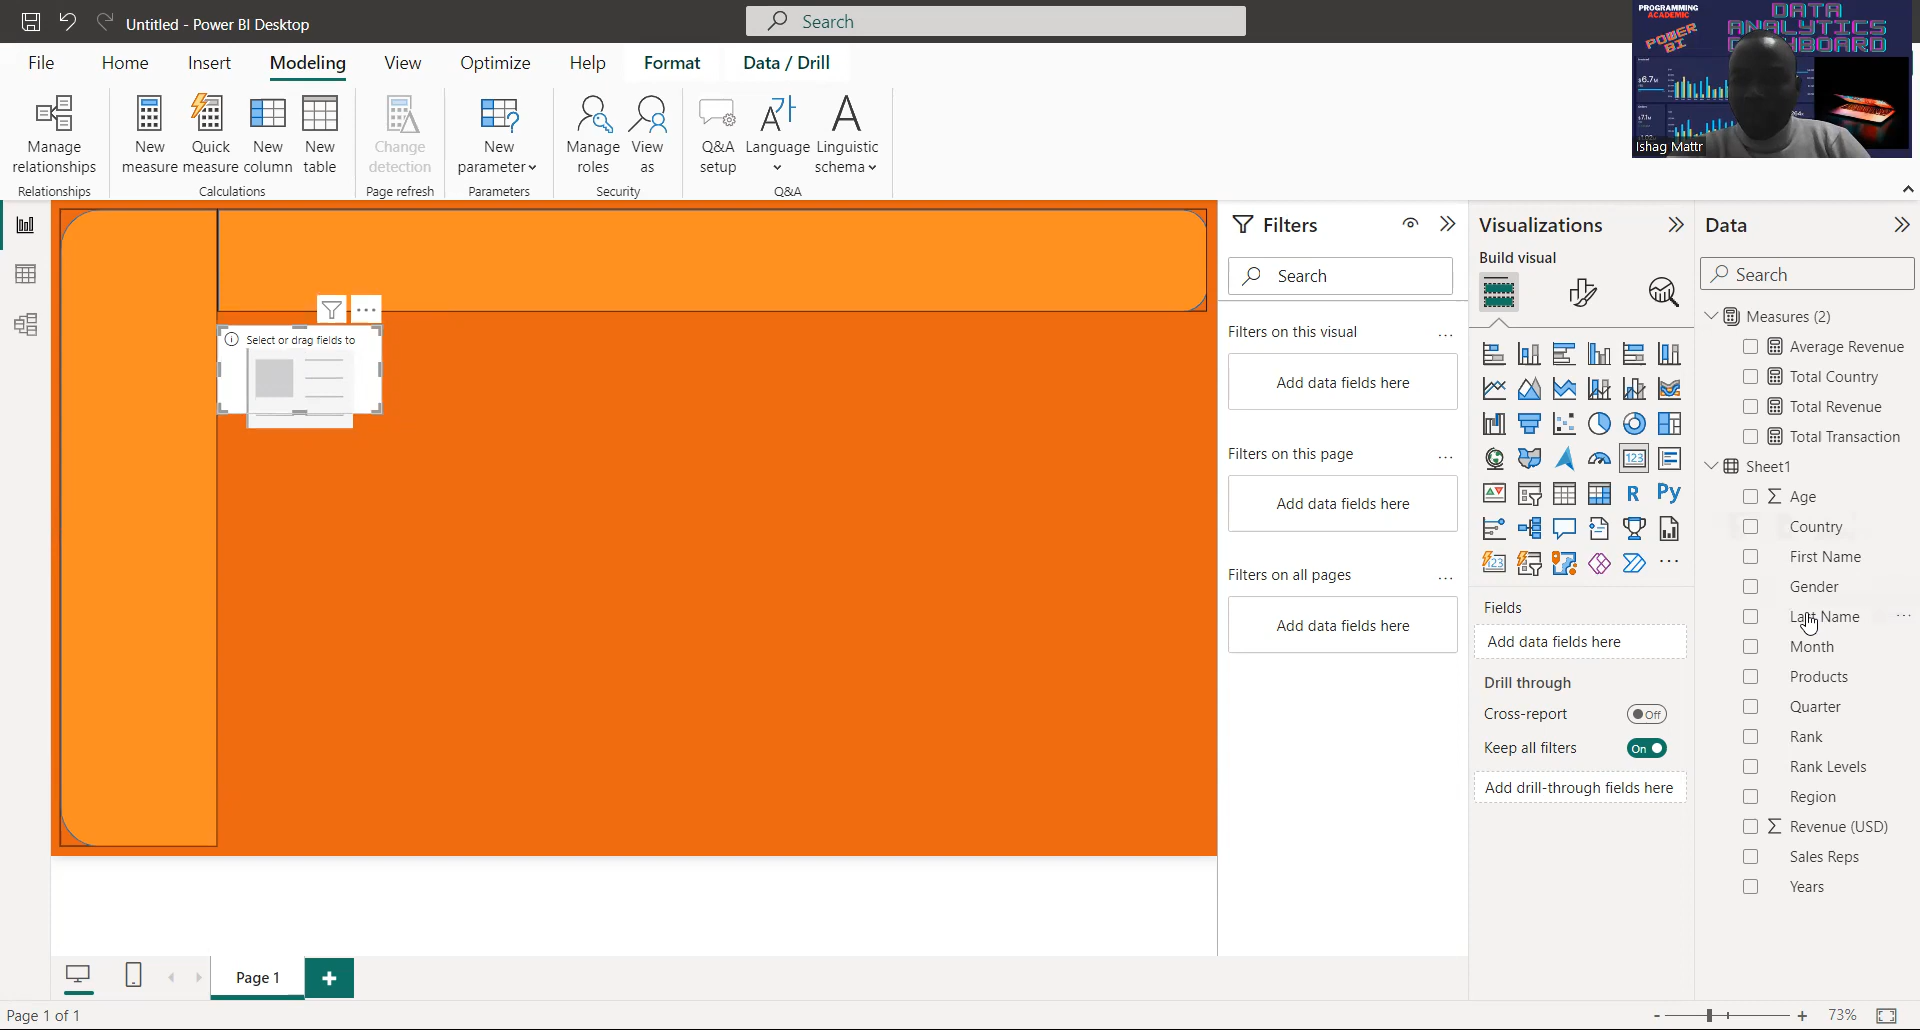 Untitled - Power BI Desktop
Search
PROGRAMMING
ACADEMIC
POWER
BI
DATA
ANALYTICS
DASHBOARD
Ishag Mattr
File
Home
Insert
Modeling
View
Optimize
Help
Format
Data / Drill
Manage
relationships
New
measure
Quick
measure
New
column
New
table
Change
detection
New
parameter
Manage
roles
View
as
Q&A
setup
Language
Linguistic
schema
Relationships
Calculations
Page refresh
Parameters
Security
Q&A
Select or drag fields to
Filters
Search
Filters on this visual
Add data fields here
Filters on this page
Add data fields here
Filters on all pages
Add data fields here
Visualizations
Build visual
123
R
Py
123
Fields
Add data fields here
Drill through
Cross-report
Off
Keep all filters
On
Add drill-through fields here
Data
Search
Measures (2)
Average Revenue
Total Country
Total Revenue
Total Transaction
Sheet1
Age
Country
First Name
Gender
Last Name
Month
Products
Quarter
Rank
Rank Levels
Region
Revenue (USD)
Sales Reps
Years
Page 1
Page 1 of 1
73%